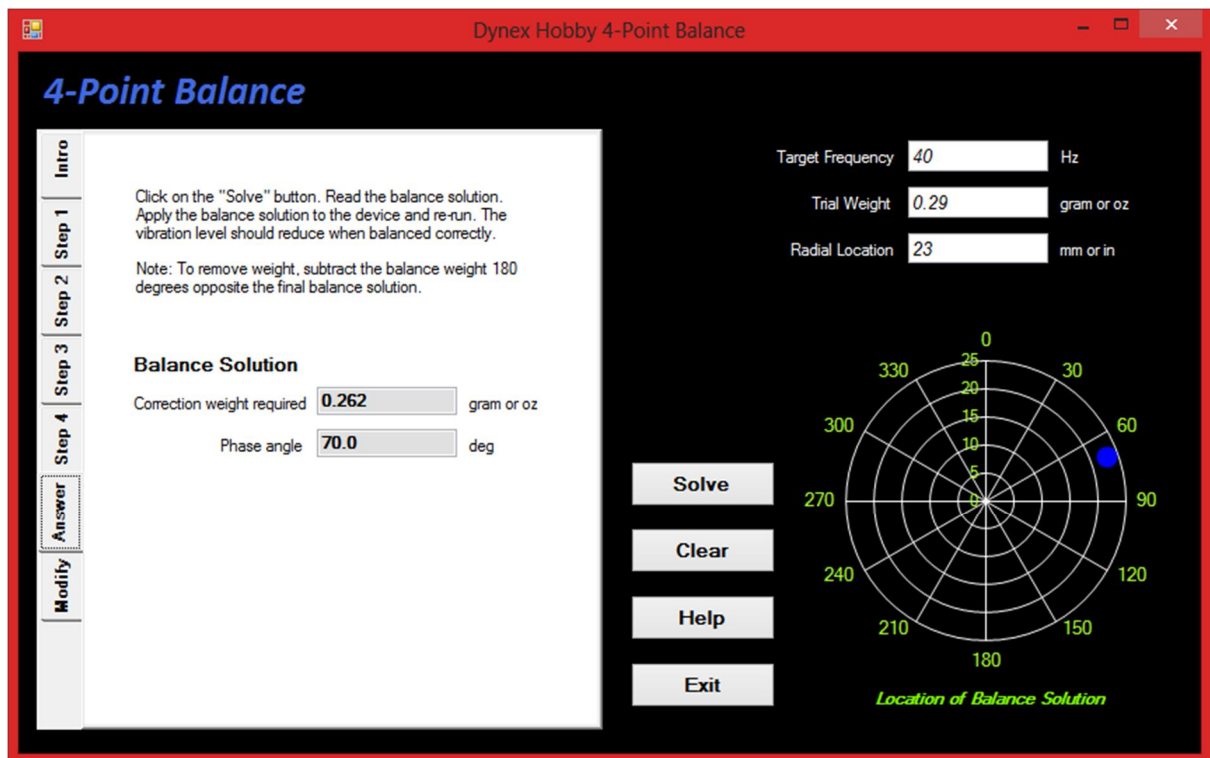 Dynex Hobby 4-Point Balance
4-Point Balance
Intro
Step 1
Step 2
Step 3
Step 4
Answer
Modify
Click on the "Solve" button. Read the balance solution.
Apply the balance solution to the device and re-run. The
vibration level should reduce when balanced correctly.
Note: To remove weight, subtract the balance weight 180
degrees opposite the final balance solution.
Balance Solution
Correction weight required 0.262 gram or oz
Phase angle 70.0 deg
Target Frequency 40 Hz
Trial Weight 0.29 gram or oz
Radial Location 23 mm or in
Solve
Clear
Help
Exit
0
330 25 30
20
300 15 60
10
5
270 0 90
240 120
210 150
180
Location of Balance Solution